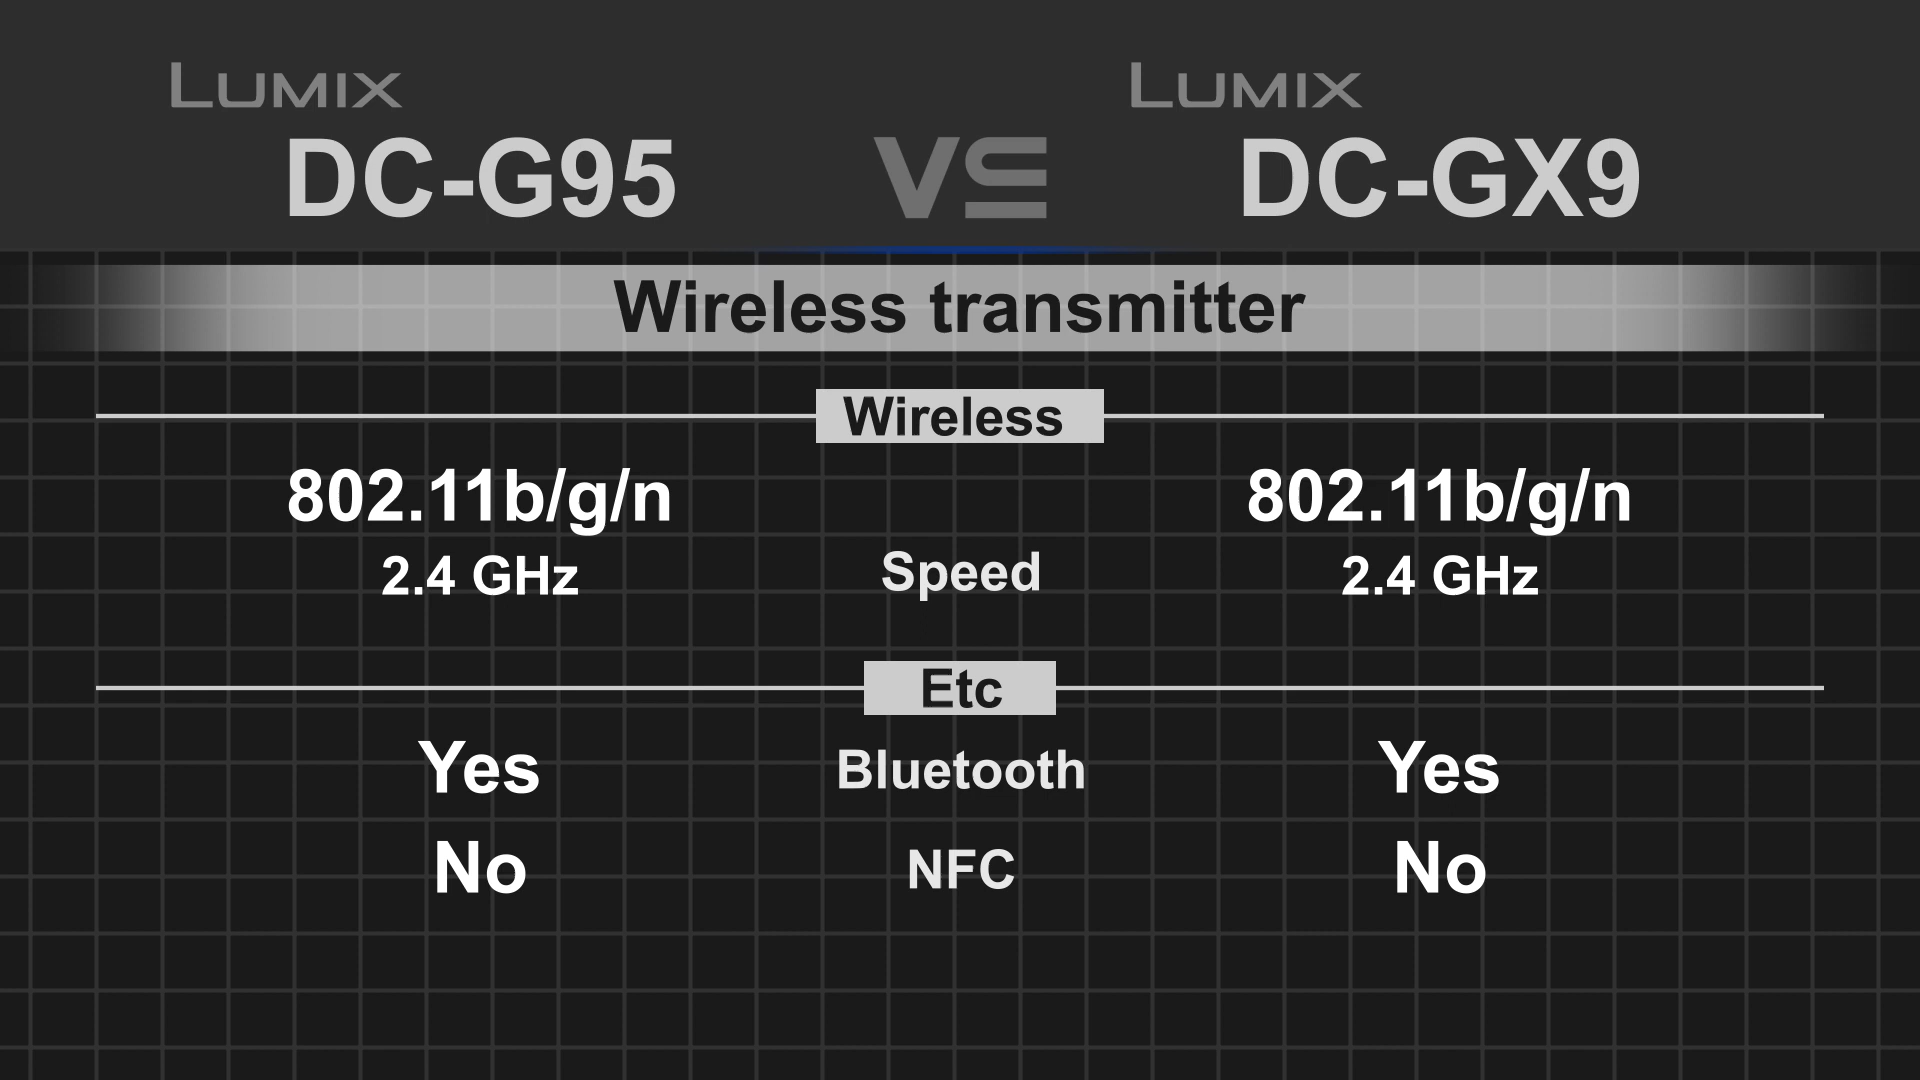 LUMIX LUMIX
DC-G95 VS DC-GX9
Wireless transmitter
Wireless
802.11b/g/n 802.11b/g/n
2.4 GHz Speed 2.4 GHz
Etc
Yes Bluetooth Yes
No NFC No